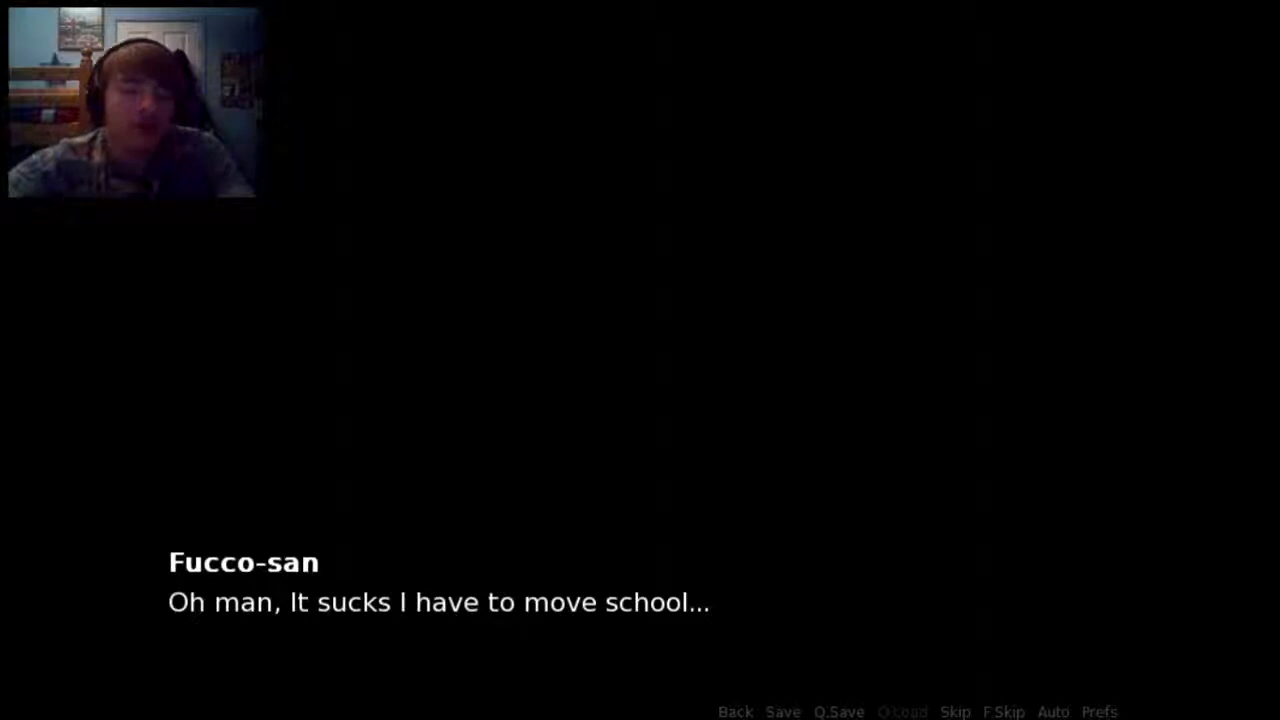 Fucco-san
Oh man, It sucks I have to move school...
Back Save Q.Save Q.Load Skip F.Skip Auto Prefs